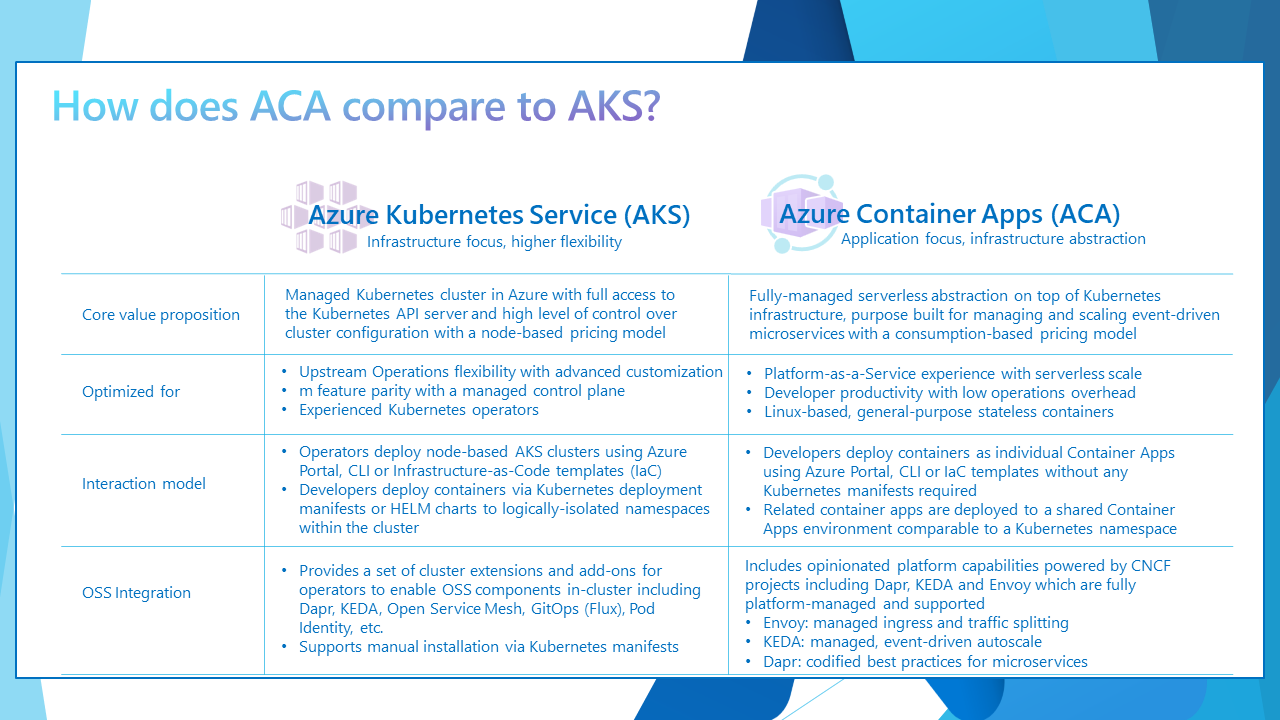 How does ACA compare to AKS?
Azure Kubernetes Service (AKS)
Infrastructure focus, higher flexibility
Azure Container Apps (ACA)
Application focus, infrastructure abstraction
Core value proposition
Managed Kubernetes cluster in Azure with full access to
the Kubernetes API server and high level of control over
cluster configuration with a node-based pricing model
Fully-managed serverless abstraction on top of Kubernetes
infrastructure, purpose built for managing and scaling event-driven
microservices with a consumption-based pricing model
Optimized for
• Upstream Operations flexibility with advanced customization
• m feature parity with a managed control plane
• Experienced Kubernetes operators
• Platform-as-a-Service experience with serverless scale
• Developer productivity with low operations overhead
• Linux-based, general-purpose stateless containers
Interaction model
• Operators deploy node-based AKS clusters using Azure
Portal, CLI or Infrastructure-as-Code templates (IaC)
• Developers deploy containers via Kubernetes deployment
manifests or HELM charts to logically-isolated namespaces
within the cluster
• Developers deploy containers as individual Container Apps
using Azure Portal, CLI or IaC templates without any
Kubernetes manifests required
• Related container apps are deployed to a shared Container
Apps environment comparable to a Kubernetes namespace
OSS Integration
• Provides a set of cluster extensions and add-ons for
operators to enable OSS components in-cluster including
Dapr, KEDA, Open Service Mesh, GitOps (Flux), Pod
Identity, etc.
• Supports manual installation via Kubernetes manifests
Includes opinionated platform capabilities powered by CNCF
projects including Dapr, KEDA and Envoy which are fully
platform-managed and supported
• Envoy: managed ingress and traffic splitting
• KEDA: managed, event-driven autoscale
• Dapr: codified best practices for microservices